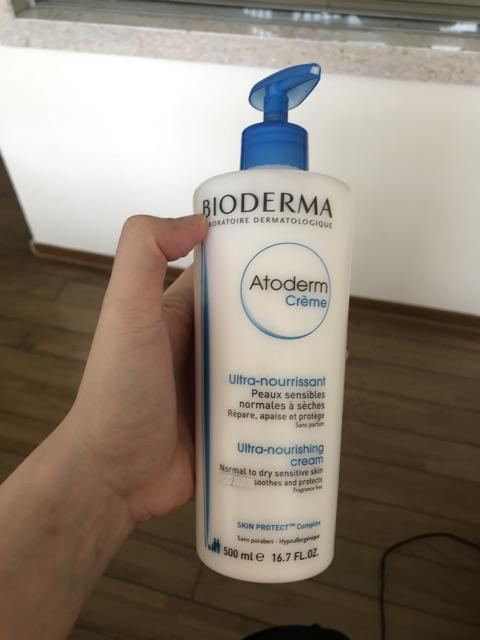 BIODERMA
LABORATOIRE DERMATOLOGIQUE
Atoderm
Crème
Ultra-nourrissant
Peaux sensibles
normales à sèches
Répare, apaise et protège
Sans parfum
Ultra-nourishing
cream
Normal to dry sensitive skin
soothes and protects
Fragrance free
SKIN PROTECT™ Complex
Sans paraben - Hypoallergénique
500 ml e 16.7 FL.OZ.